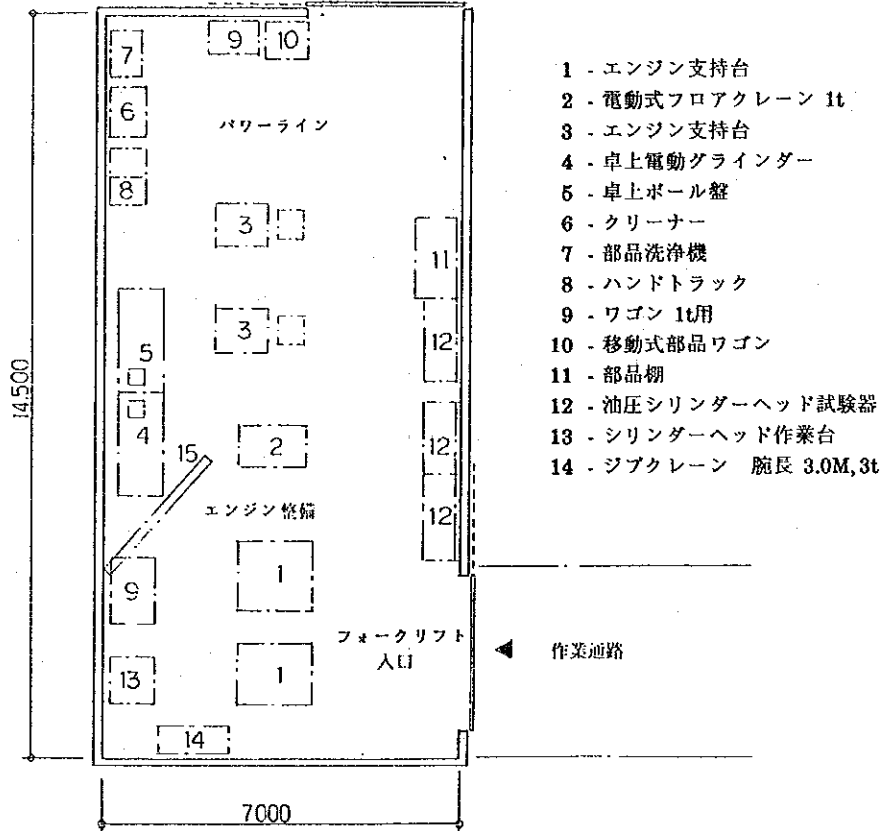 9
10
7
6
8
パワーライン
3
3
11
12
12
12
5
4
15
2
エンジン整備
9
1
1
13
14
フォークリフト
入口
作業通路
14.500
7000
1 - エンジン支持台
2 - 電動式フロアクレーン 1t
3 - エンジン支持台
4 - 卓上電動グラインダー
5 - 卓上ボール盤
6 - クリーナー
7 - 部品洗浄機
8 - ハンドトラック
9 - ワゴン 1t用
10 - 移動式部品ワゴン
11 - 部品棚
12 - 油圧シリンダーヘッド試験器
13 - シリンダーヘッド作業台
14 - ジブクレーン 腕長 3.0M,3t